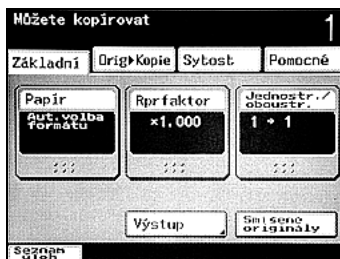 Můžete kopírovat 1
Základní Orig▸Kopie Sytost Pomocné
Papír
Aut.volba
formátu
Rprfaktor
×1.000
Jednostr./
oboustr.
1 → 1
Výstup
Smíšené
originály
Seznam
úloh